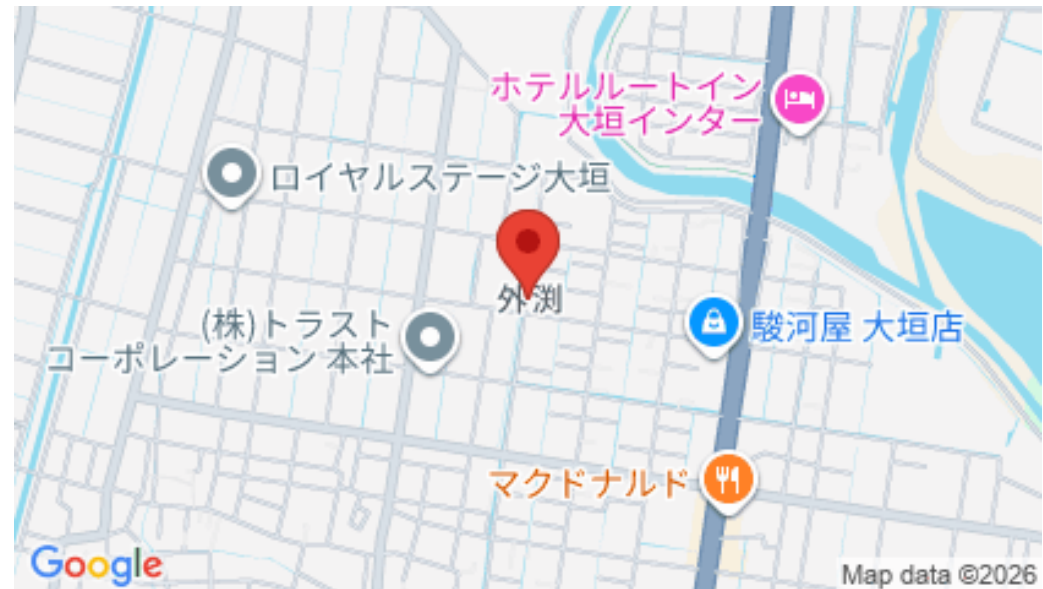 ホテルルートイン
大垣インター
ロイヤルステージ大垣
外渕
(株)トラスト
コーポレーション 本社
駿河屋 大垣店
マクドナルド
Google
Map data ©2026